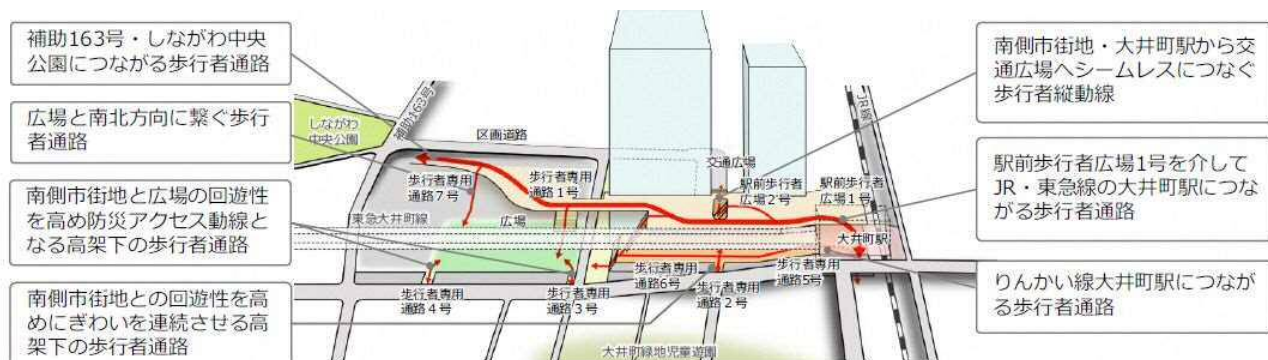 補助163号・しながわ中央
公園につながる歩行者通路
広場と南北方向に繋ぐ歩行
者通路
南側市街地と広場の回遊性
を高め防災アクセス動線と
なる高架下の歩行者通路
南側市街地との回遊性を高
めにぎわいを連続させる高
架下の歩行者通路
しながわ
中央公園
補助163号
区画道路
交通広場
JR線
歩行者専用
通路7号
歩行者専用
通路1号
駅前歩行者
広場2号
駅前歩行者
広場1号
東急大井町線
広場
大井町駅
歩行者専用
通路4号
歩行者専用
通路3号
歩行者専用
通路6号
歩行者専用
通路2号
歩行者専用
通路5号
大井町緑地児童遊園
南側市街地・大井町駅から交
通広場へシームレスにつなぐ
歩行者縦動線
駅前歩行者広場1号を介して
JR・東急線の大井町駅につな
がる歩行者通路
りんかい線大井町駅につなが
る歩行者通路